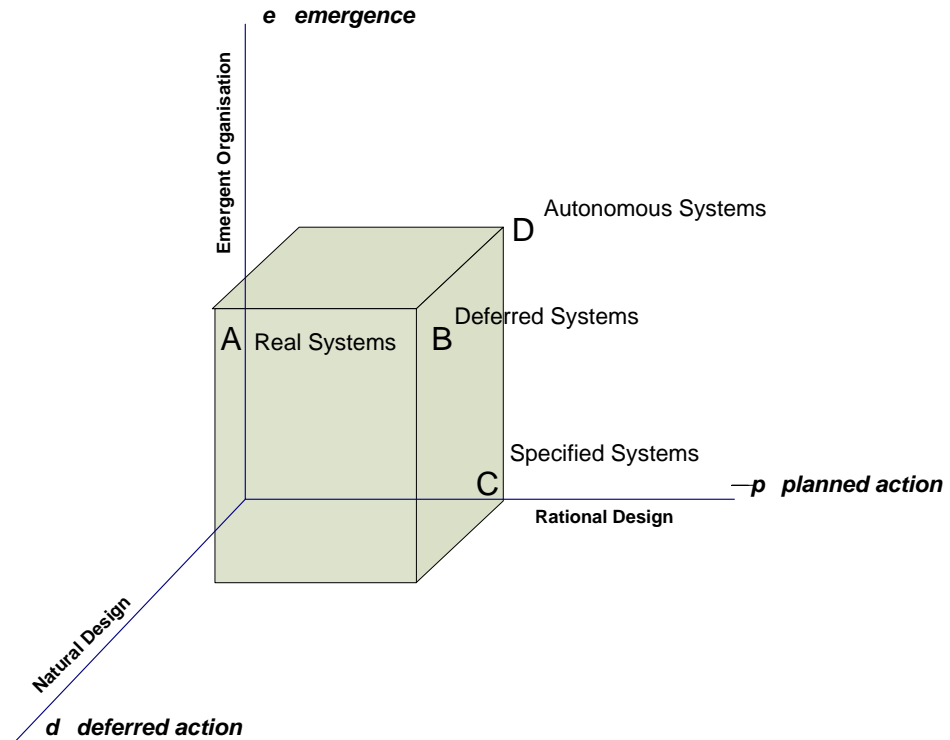 e emergence
Emergent Organisation
D Autonomous Systems
A Real Systems
B Deferred Systems
Specified Systems
C
p planned action
Rational Design
Natural Design
d deferred action